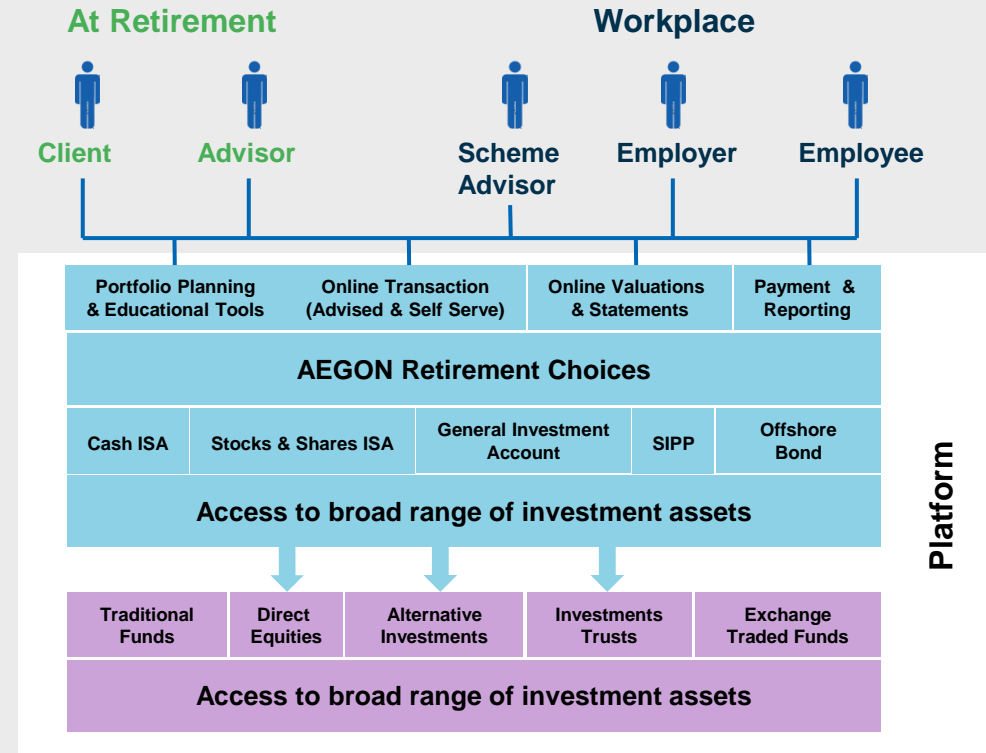 At Retirement
Workplace
Client
Advisor
Scheme
Advisor
Employer
Employee
Portfolio Planning
& Educational Tools
Online Transaction
(Advised & Self Serve)
Online Valuations
& Statements
Payment &
Reporting
AEGON Retirement Choices
Cash ISA
Stocks & Shares ISA
General Investment
Account
SIPP
Offshore
Bond
Access to broad range of investment assets
Platform
Traditional
Funds
Direct
Equities
Alternative
Investments
Investments
Trusts
Exchange
Traded Funds
Access to broad range of investment assets